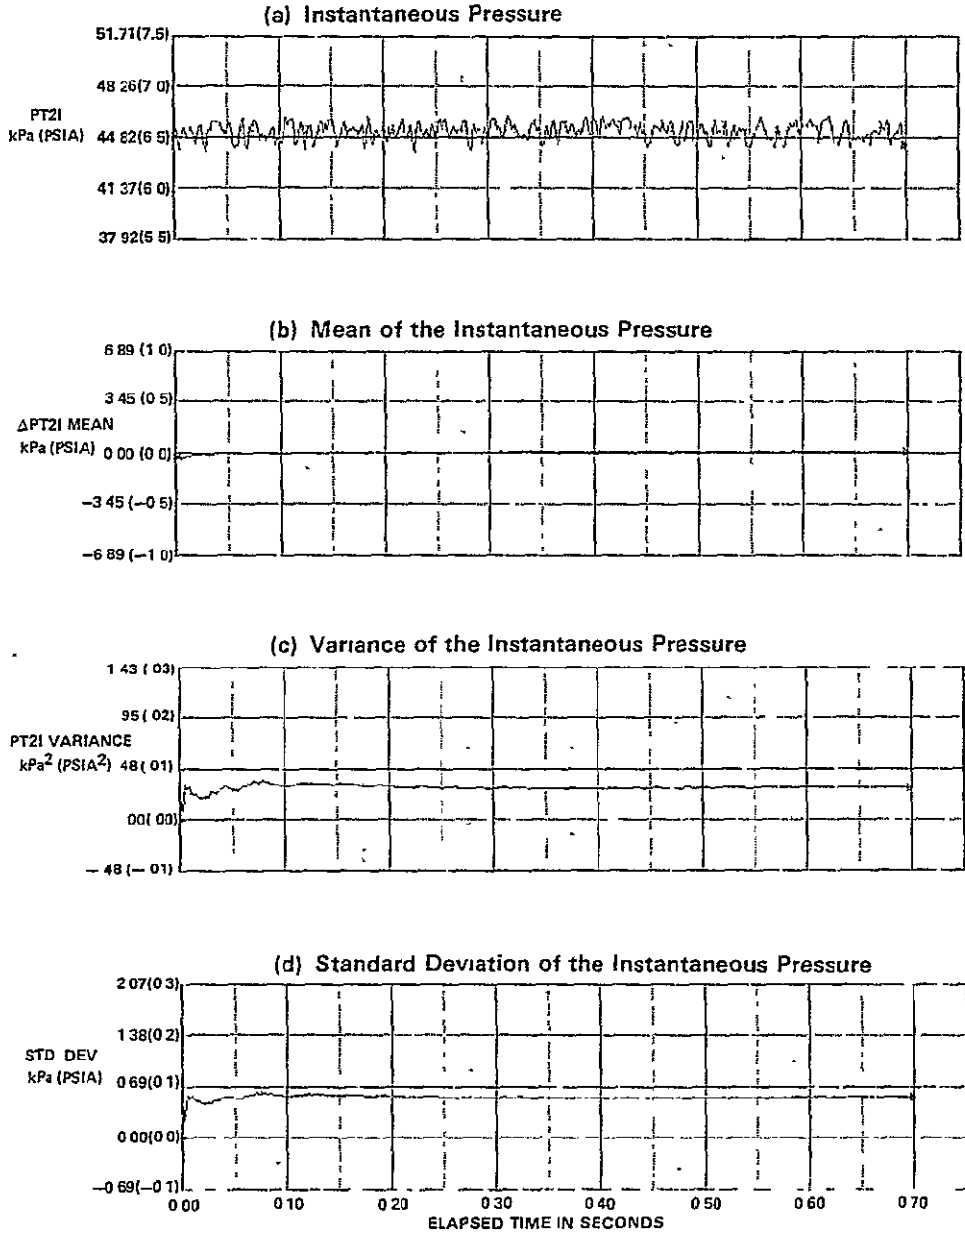 (a) Instantaneous Pressure
51.71(7.5)
48 26(7 0)
PT2I
kPa (PSIA)
44 82(6 5)
41 37(6 0)
37 92(5 5)
(b) Mean of the Instantaneous Pressure
6 89 (1 0)
3 45 (0 5)
ΔPT2I MEAN
kPa (PSIA)
0 00 (0 0)
−3 45 (−0 5)
−6 89 (−1 0)
(c) Variance of the Instantaneous Pressure
1 43 ( 03)
95 ( 02)
PT2I VARIANCE
kPa² (PSIA²)
48( 01)
00( 00)
− 48 (− 01)
(d) Standard Deviation of the Instantaneous Pressure
2 07(0 3)
1 38(0 2)
STD DEV
kPa (PSIA)
0 69(0 1)
0 00(0 0)
−0 69(−0 1)
0 00 0 10 0 20 0 30 0 40 0 50 0 60 0 70
ELAPSED TIME IN SECONDS